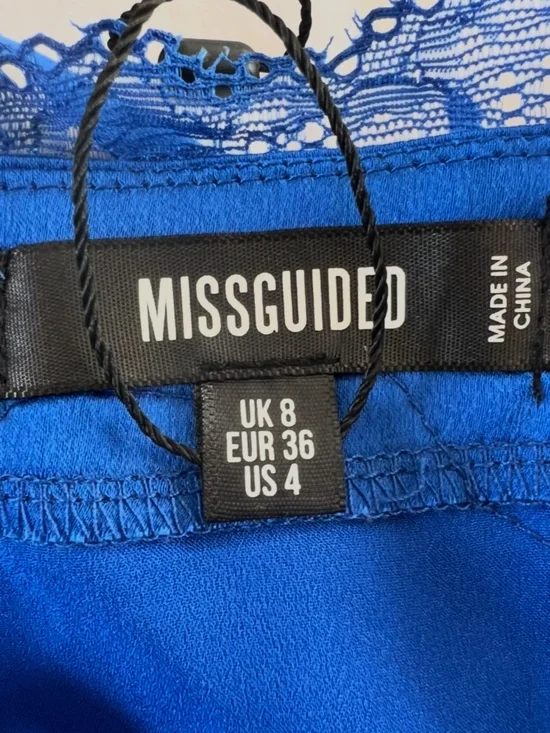 MISSGUIDED
MADE IN
CHINA
UK 8
EUR 36
US 4